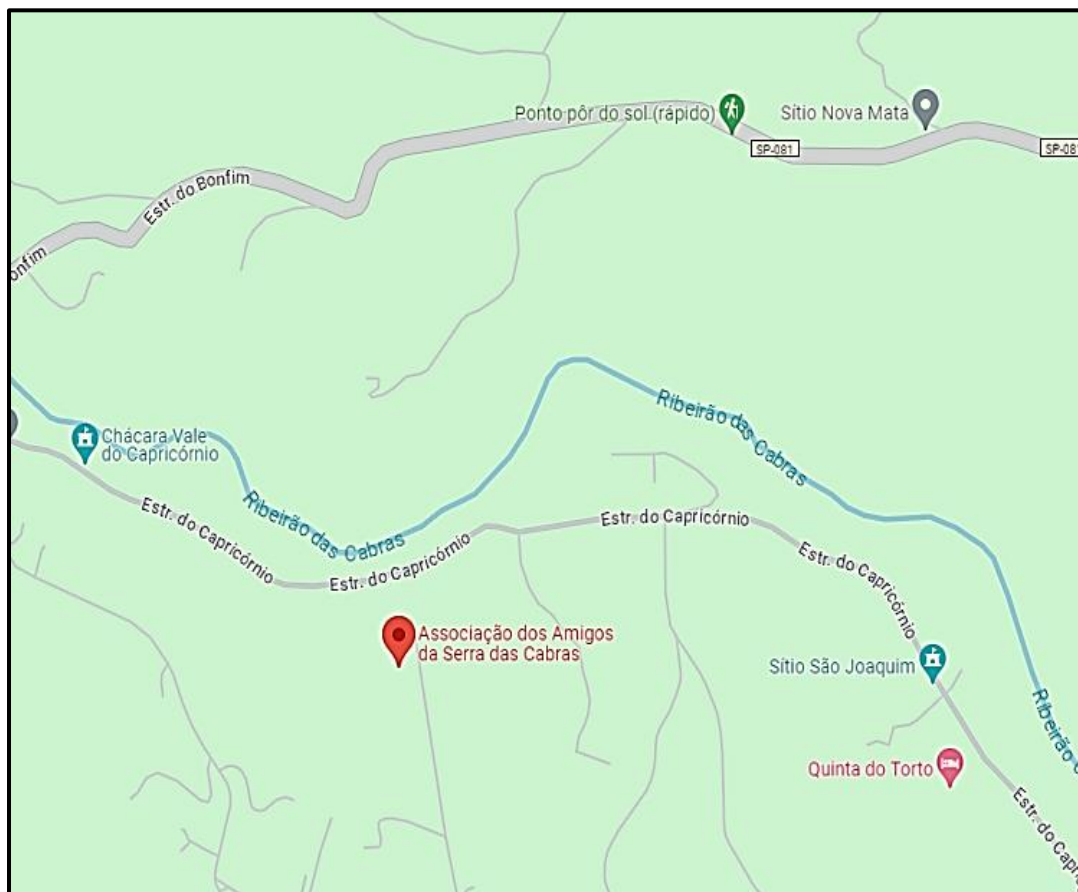 Ponto pôr do sol (rápido)
Sítio Nova Mata
SP-081
SP-081
Estr. do Bonfim
onfim
Ribeirão das Cabras
Chácara Vale
do Capricórnio
Ribeirão das Cabras
Estr. do Capricórnio
Estr. do Capricórnio
Estr. do Capricórnio
Estr. do Capricórnio
Associação dos Amigos
da Serra das Cabras
Sítio São Joaquim
Ribeirão
Quinta do Torto
Estr. do Capri